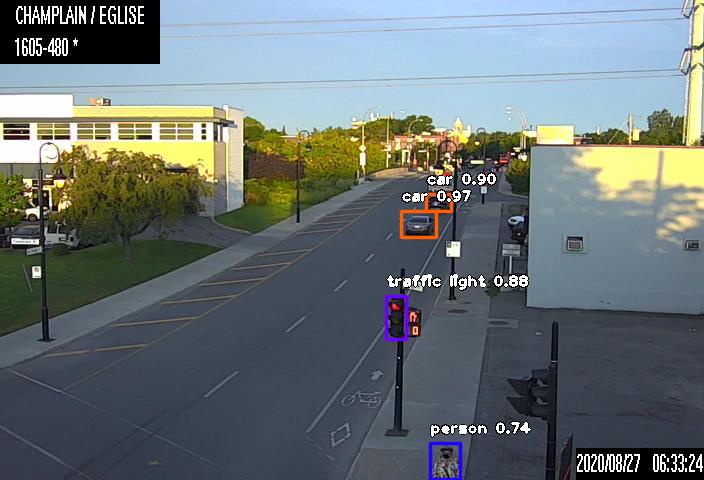 CHAMPLAIN / EGLISE
1605-480 *
car 0.90
car 0.97
traffic light 0.88
person 0.74
2020/08/27 06:33:24